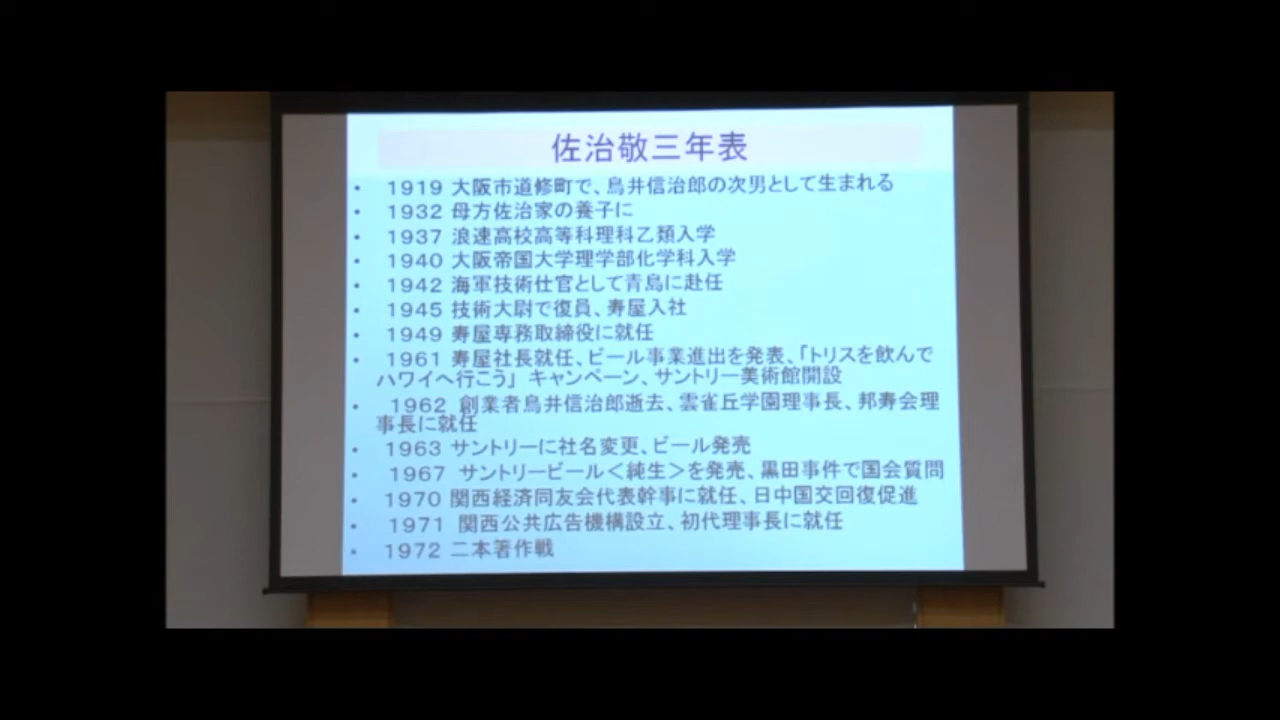 佐治敬三年表
• 1919 大阪市道修町で、鳥井信治郎の次男として生まれる
• 1932 母方佐治家の養子に
• 1937 浪速高校高等科理科乙類入学
• 1940 大阪帝国大学理学部化学科入学
• 1942 海軍技術仕官として青島に赴任
• 1945 技術大尉で復員、寿屋入社
• 1949 寿屋専務取締役に就任
• 1961 寿屋社長就任、ビール事業進出を発表、「トリスを飲んで
ハワイへ行こう」 キャンペーン、サントリー美術館開設
• 1962 創業者鳥井信治郎逝去、雲雀丘学園理事長、邦寿会理
事長に就任
• 1963 サントリーに社名変更、ビール発売
• 1967 サントリービール<純生>を発売、黒田事件で国会質問
• 1970 関西経済同友会代表幹事に就任、日中国交回復促進
• 1971 関西公共広告機構設立、初代理事長に就任
• 1972 二本箸作戦